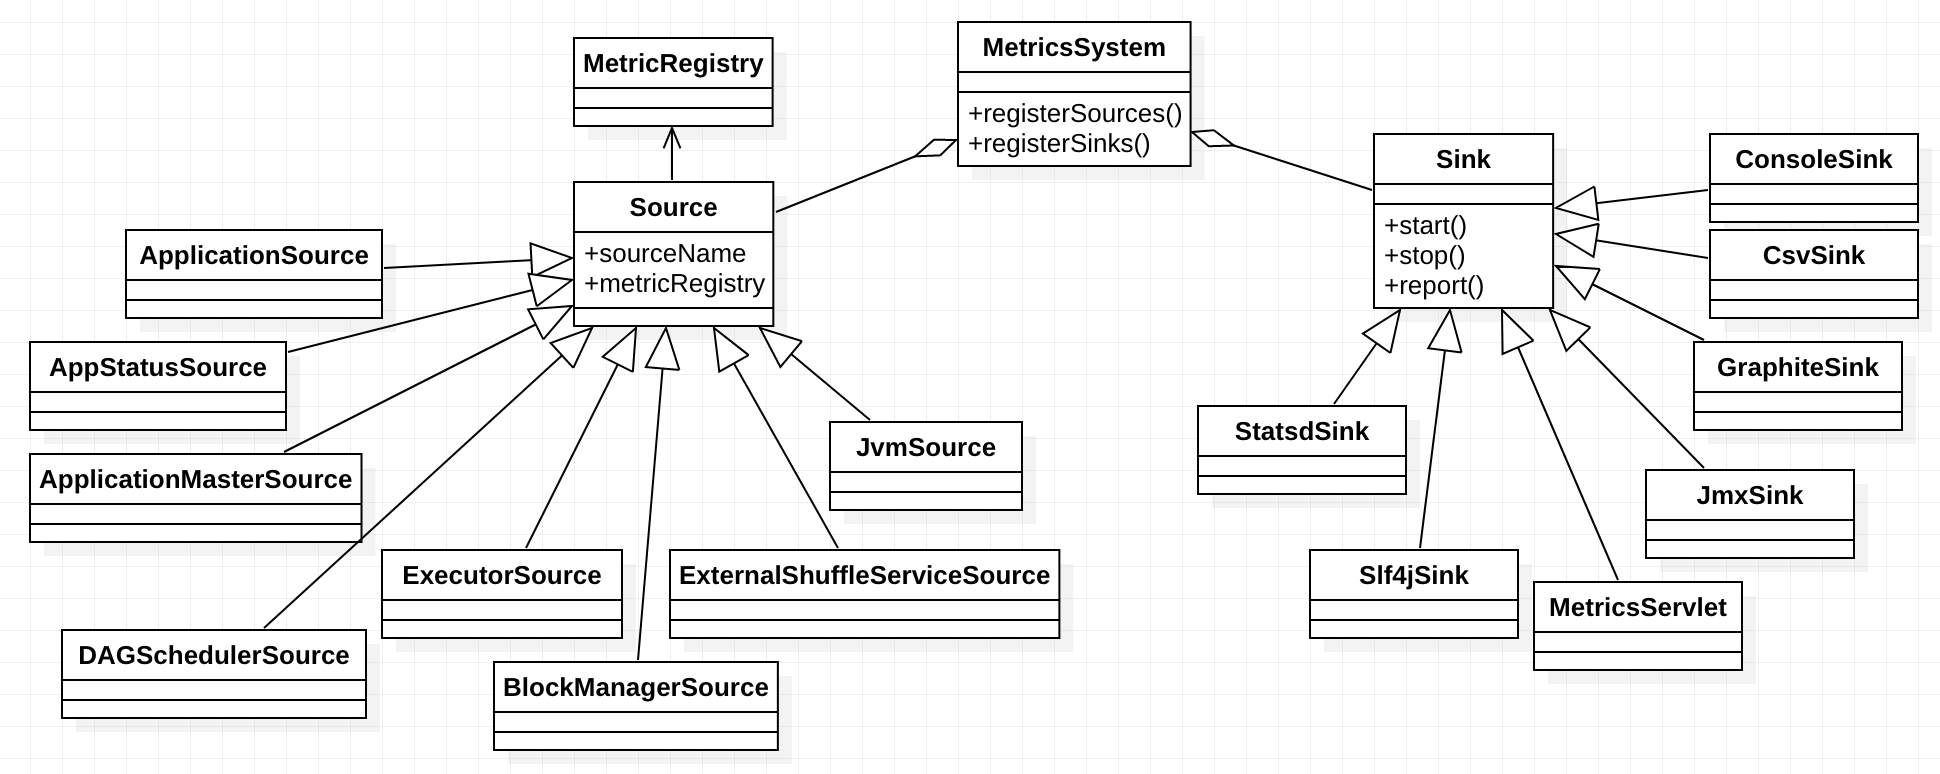 MetricRegistry
MetricsSystem
+registerSources()
+registerSinks()
Source
+sourceName
+metricRegistry
Sink
+start()
+stop()
+report()
ConsoleSink
CsvSink
GraphiteSink
JmxSink
MetricsServlet
Slf4jSink
StatsdSink
ApplicationSource
AppStatusSource
ApplicationMasterSource
DAGSchedulerSource
ExecutorSource
BlockManagerSource
ExternalShuffleServiceSource
JvmSource